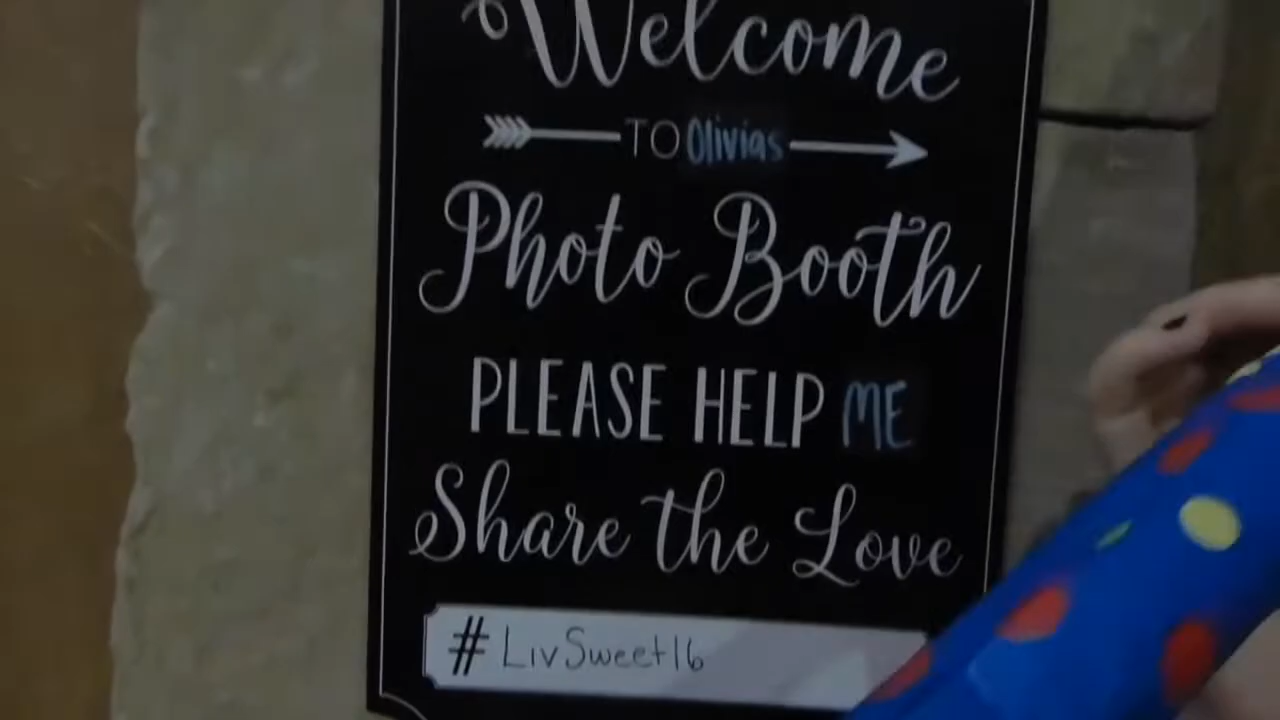 Welcome
TO Olivias
Photo Booth
PLEASE HELP ME
Share the Love
#LivSweet16